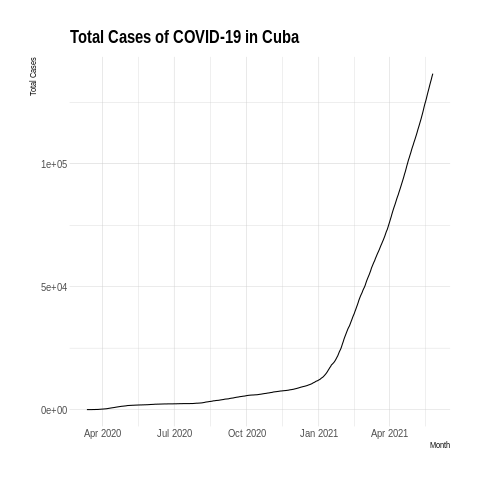 Total Cases of COVID-19 in Cuba
Total Cases
1e+05
5e+04
0e+00
Apr 2020 Jul 2020 Oct 2020 Jan 2021 Apr 2021
Month